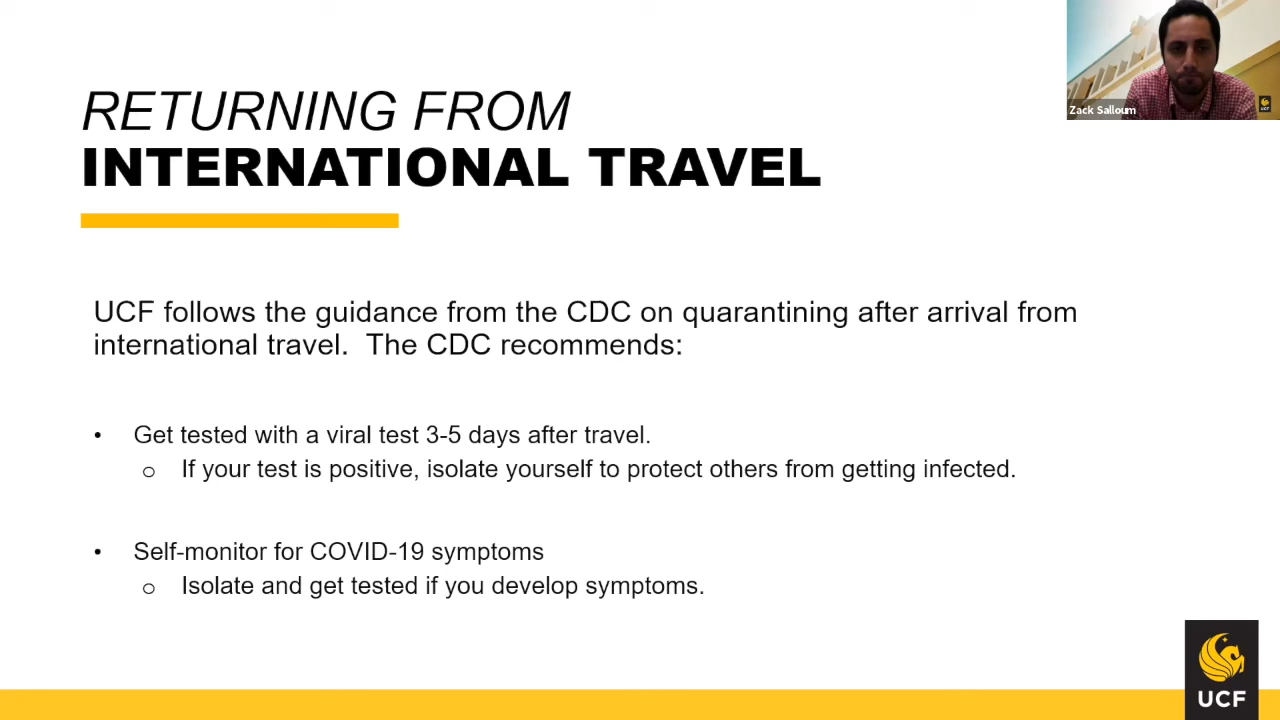 RETURNING FROM
INTERNATIONAL TRAVEL
Zack Salloum
UCF
UCF follows the guidance from the CDC on quarantining after arrival from
international travel.  The CDC recommends:
• Get tested with a viral test 3-5 days after travel.
o If your test is positive, isolate yourself to protect others from getting infected.
• Self-monitor for COVID-19 symptoms
o Isolate and get tested if you develop symptoms.
UCF